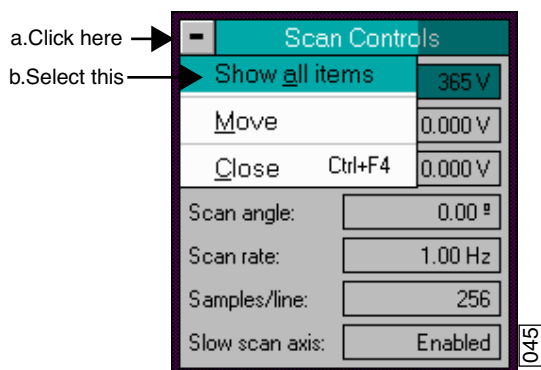 a.Click here
Scan Controls
b.Select this
Show all items
365 V
Move
0.000 V
Close Ctrl+F4
0.000 V
Scan angle: 0.00 º
Scan rate: 1.00 Hz
Samples/line: 256
Slow scan axis: Enabled
045